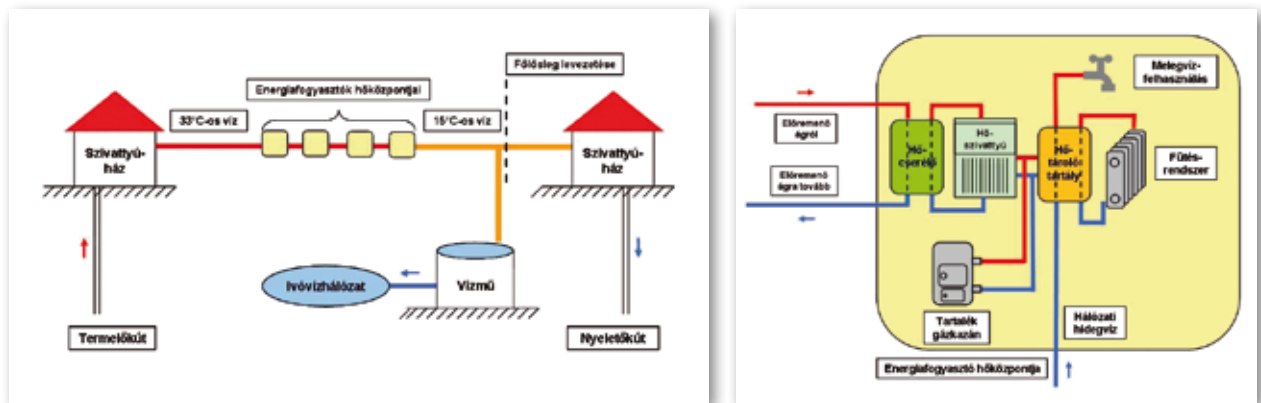 Fölösleg levezetése
Energiafogyasztók hőközpontjai
33°C-os víz
15°C-os víz
Szivattyú-
ház
Szivattyú-
ház
Ivóvízhálózat
Vízmű
Termelőkút
Nyeletőkút
Melegvíz-
felhasználás
Előremenő
ágról
Hő-
cserélő
Hő-
szivattyú
Hő-
tároló
tartály
Fűtés-
rendszer
Előremenő
ágra tovább
Tartalék
gázkazán
Hálózati
hidegvíz
Energiafogyasztó hőközpontja